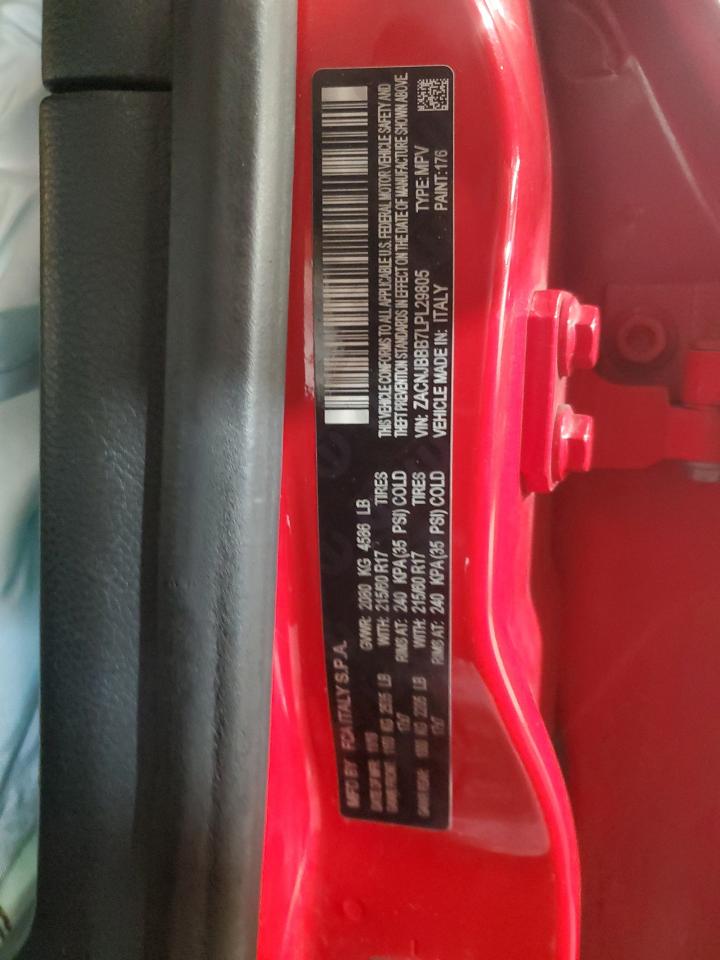 MFD BY FCA ITALY S.P.A.
GVWR: 2080 KG 4586 LB
WITH: 215/60 R17 TIRES
RIMS AT: 240 KPA(35 PSI) COLD
WITH: 215/60 R17 TIRES
RIMS AT: 240 KPA(35 PSI) COLD
THIS VEHICLE CONFORMS TO ALL APPLICABLE U.S. FEDERAL MOTOR VEHICLE SAFETY AND
THEFT PREVENTION STANDARDS IN EFFECT ON THE DATE OF MANUFACTURE SHOWN ABOVE.
VIN: ZACNJBBB7LPL29805 TYPE: MPV
VEHICLE MADE IN: ITALY PAINT: 176